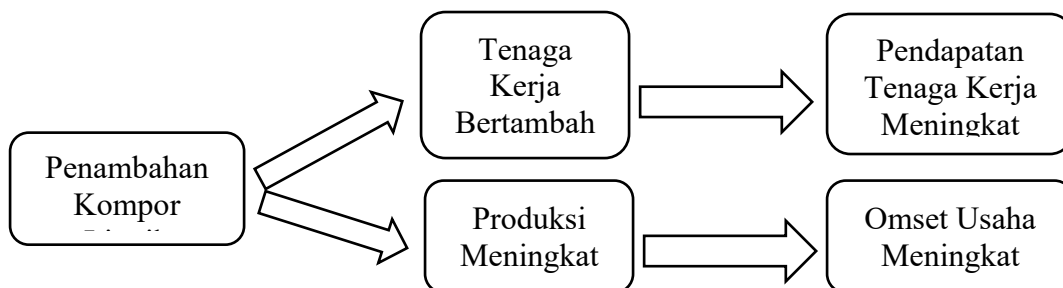 Penambahan
Kompor
Tenaga
Kerja
Bertambah
Pendapatan
Tenaga Kerja
Meningkat
Produksi
Meningkat
Omset Usaha
Meningkat